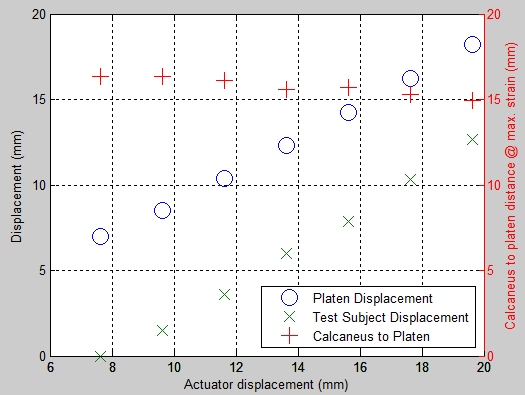 20
15
10
5
0
Displacement (mm)
6 8 10 12 14 16 18 20
Actuator displacement (mm)
20
15
10
5
0
Calcaneus to platen distance @ max. strain (mm)
Platen Displacement
Test Subject Displacement
Calcaneus to Platen